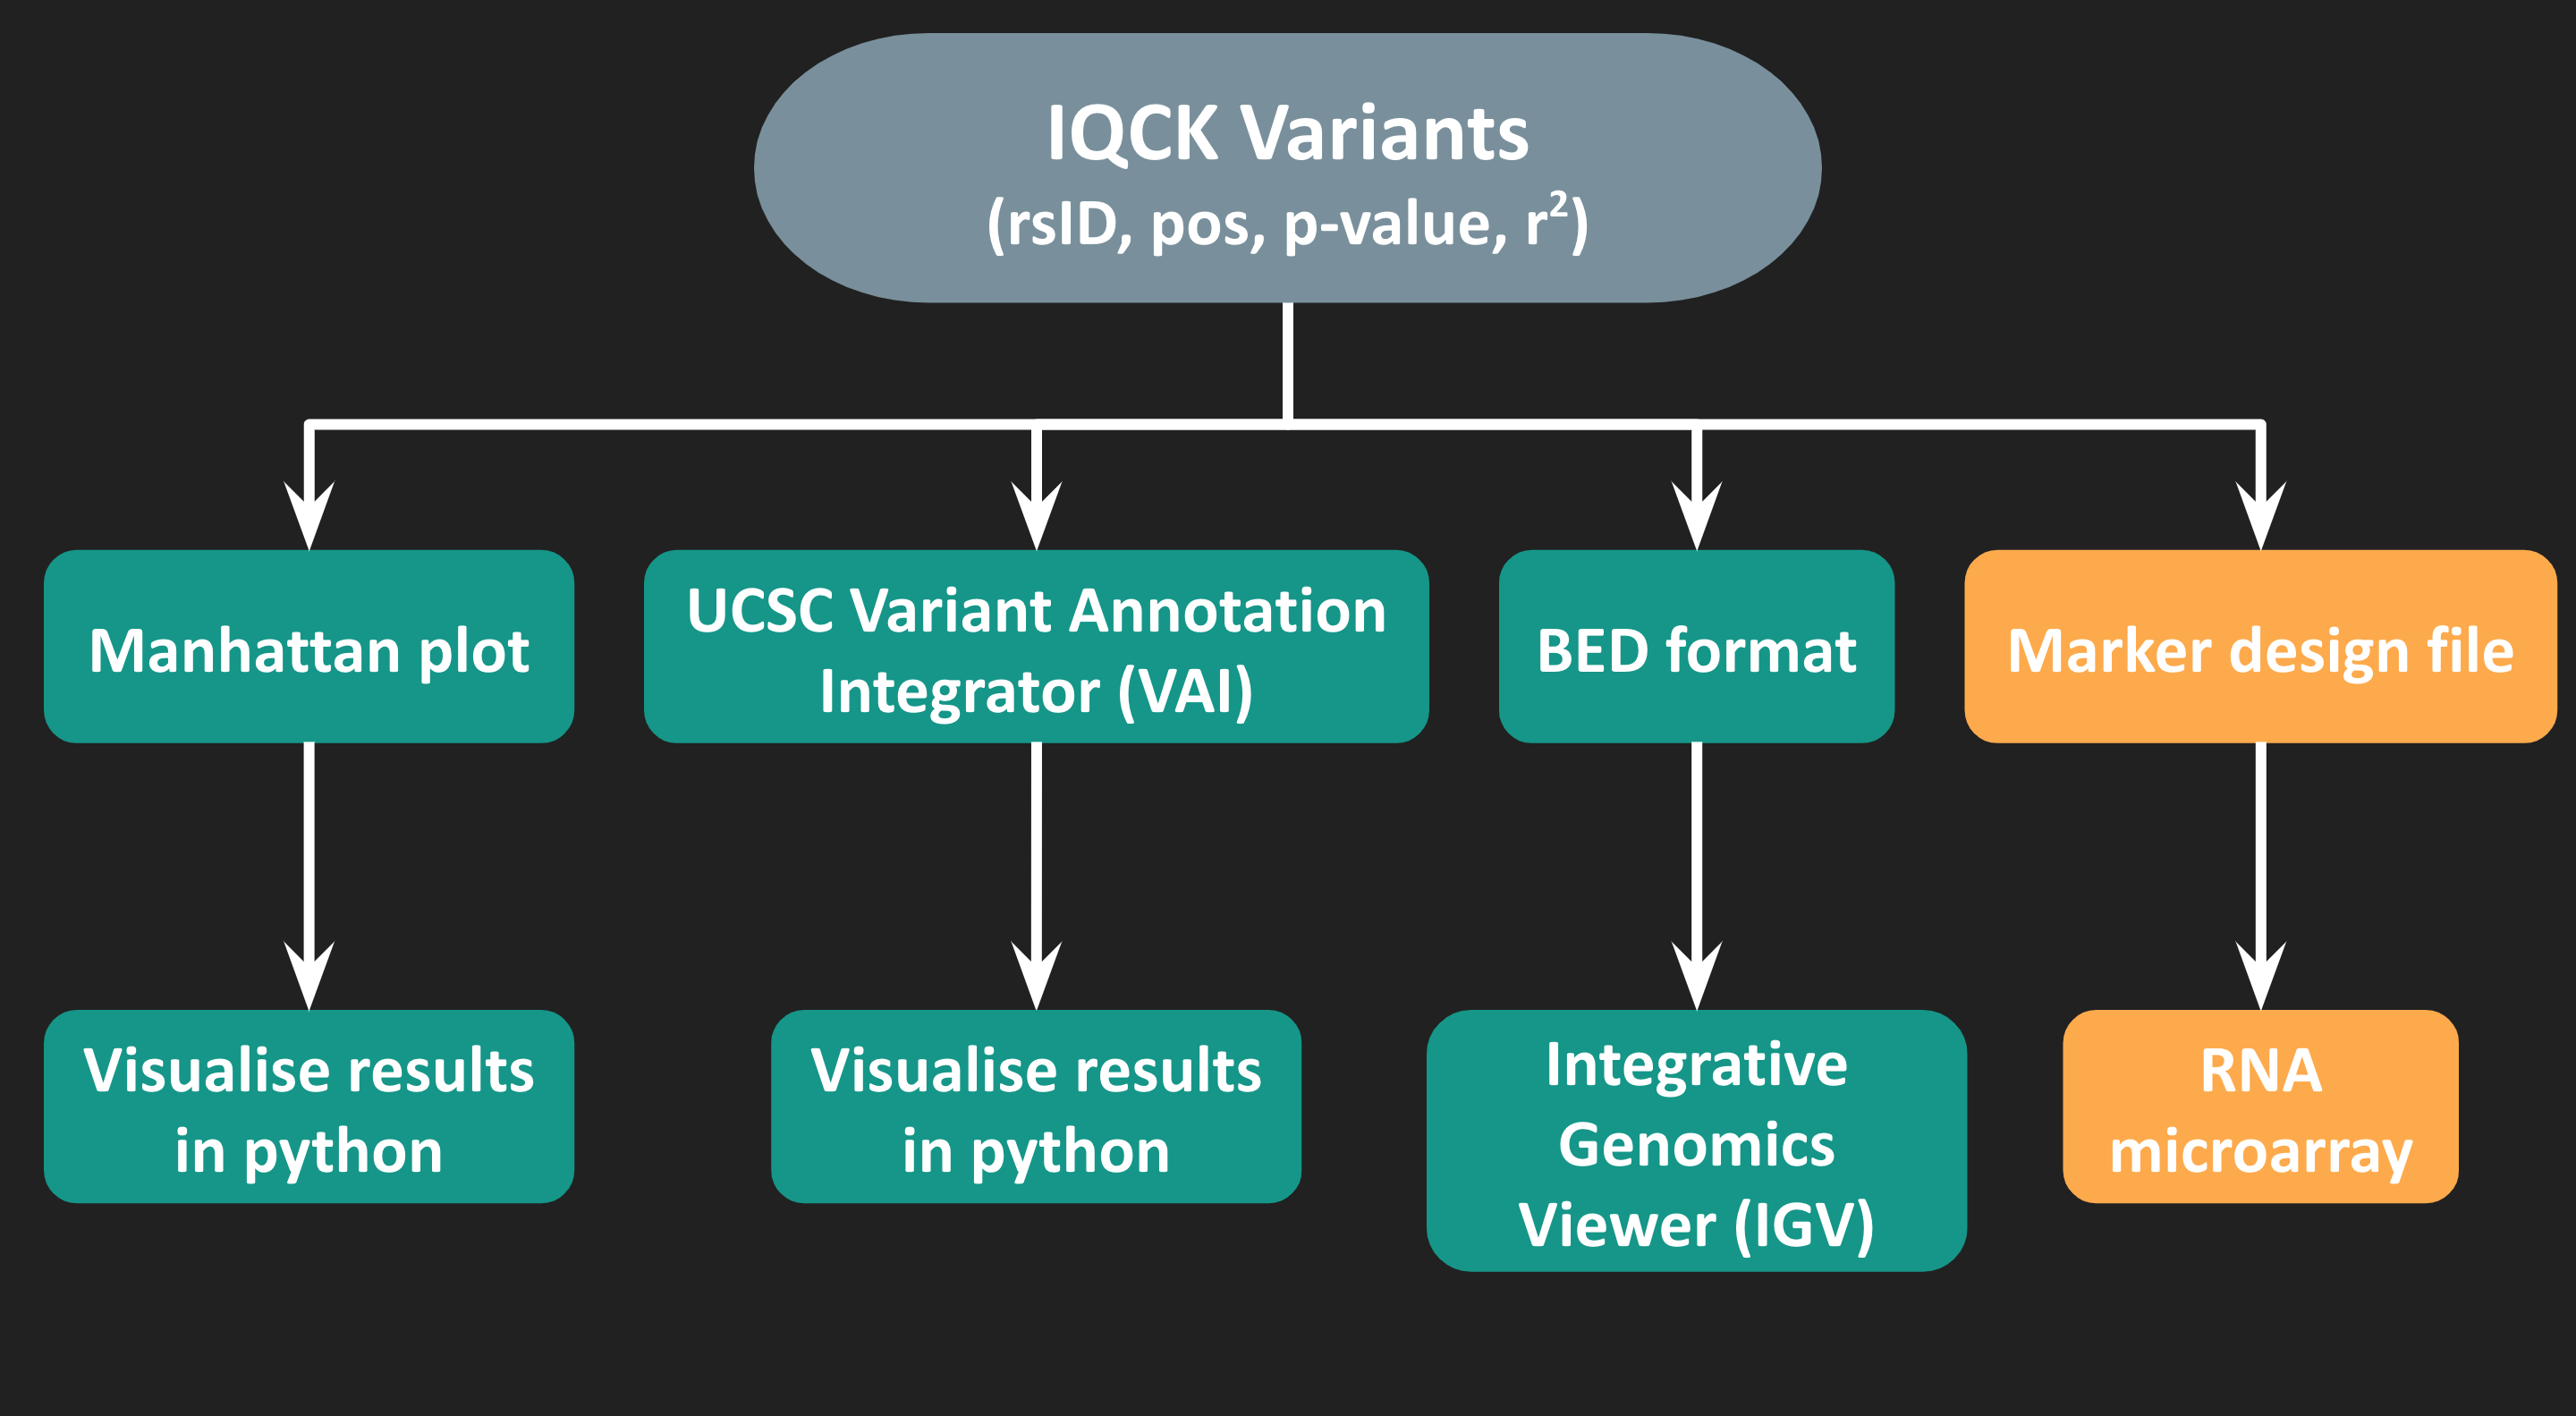 IQCK Variants
(rsID, pos, p-value, r²)
Manhattan plot
UCSC Variant Annotation
Integrator (VAI)
BED format
Marker design file
Visualise results
in python
Visualise results
in python
Integrative
Genomics
Viewer (IGV)
RNA
microarray